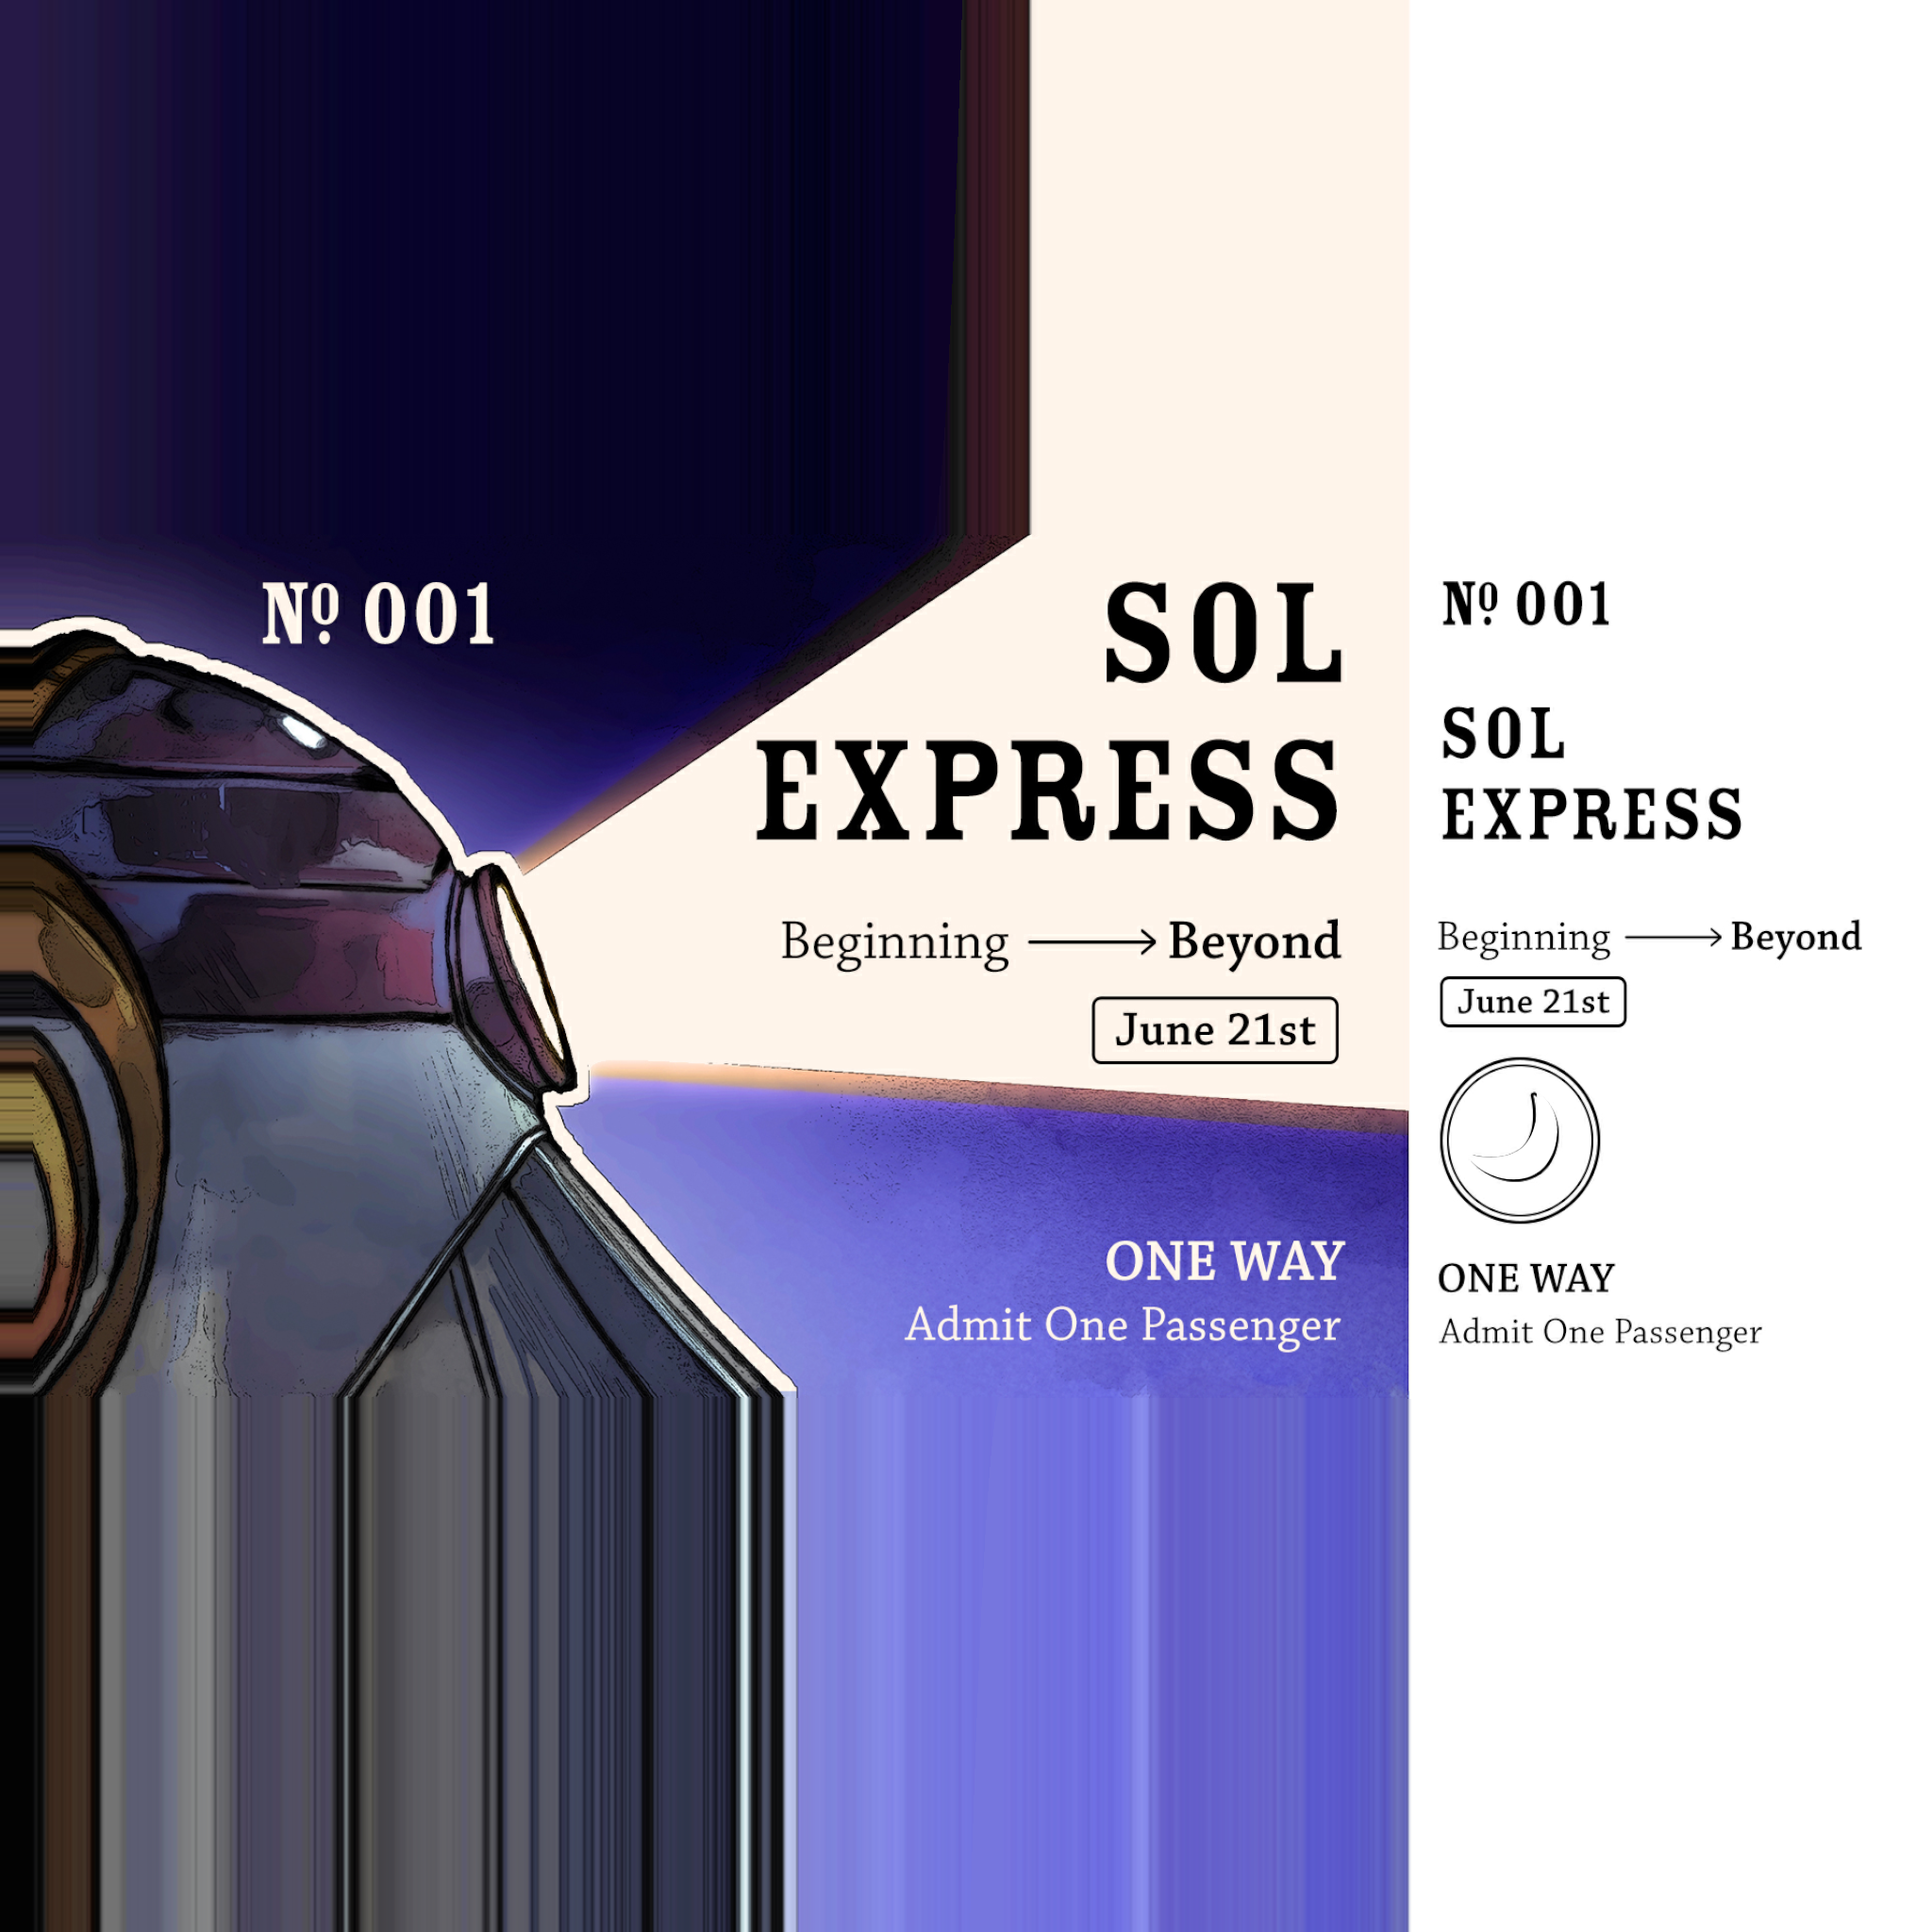 Nº 001
SOL
EXPRESS
Beginning ⟶ Beyond
June 21st
ONE WAY
Admit One Passenger
Nº 001
SOL
EXPRESS
Beginning ⟶ Beyond
June 21st
ONE WAY
Admit One Passenger